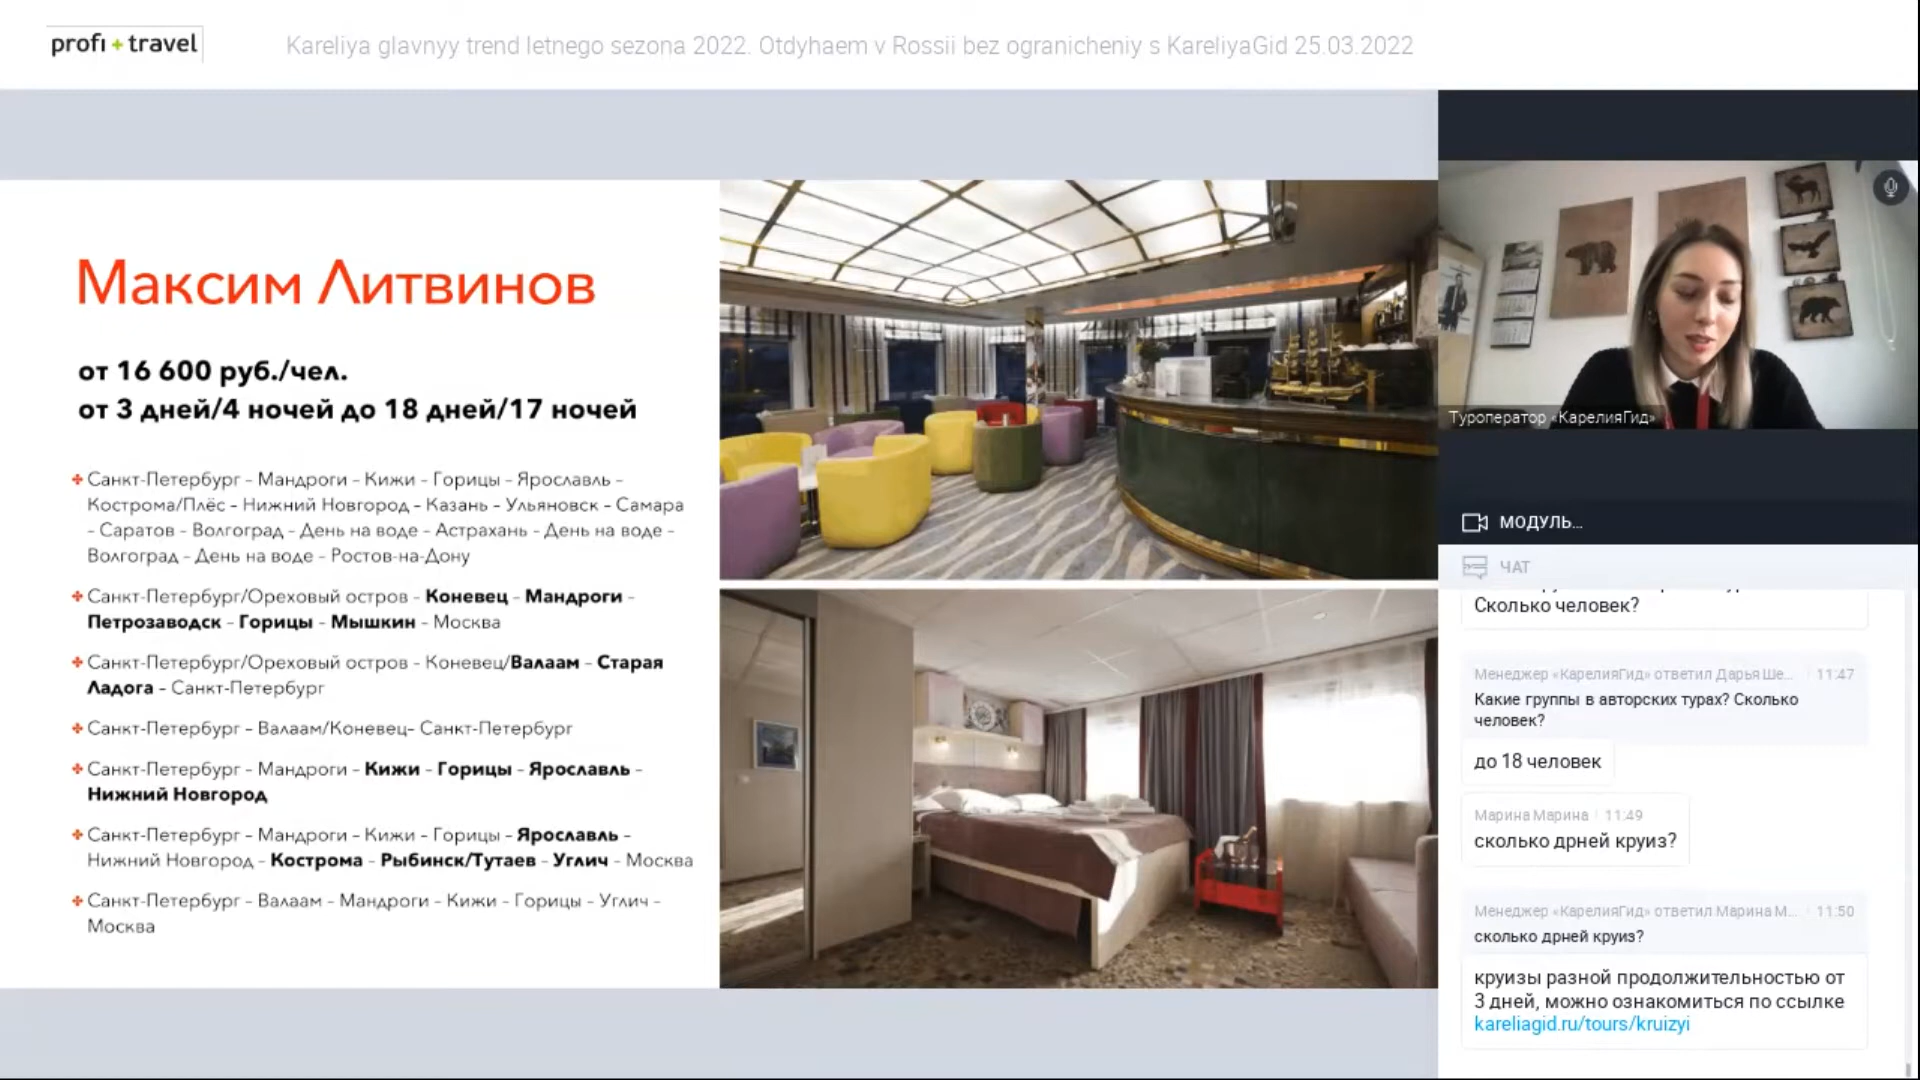 profi + travel
Kareliya glavnyy trend letnego sezona 2022. Otdyhaem v Rossii bez ogranicheniy s KareliyaGid 25.03.2022
Максим Литвинов
от 16 600 руб./чел.
от 3 дней/4 ночей до 18 дней/17 ночей
Санкт-Петербург - Мандроги - Кижи - Горицы - Ярославль -
Кострома/Плёс - Нижний Новгород - Казань - Ульяновск - Самара
- Саратов - Волгоград - День на воде - Астрахань - День на воде -
Волгоград - День на воде - Ростов-на-Дону
Санкт-Петербург/Ореховый остров - Коневец - Мандроги -
Петрозаводск - Горицы - Мышкин - Москва
Санкт-Петербург/Ореховый остров - Коневец/Валаам - Старая
Ладога - Санкт-Петербург
Санкт-Петербург - Валаам/Коневец- Санкт-Петербург
Санкт-Петербург - Мандроги - Кижи - Горицы - Ярославль -
Нижний Новгород
Санкт-Петербург - Мандроги - Кижи - Горицы - Ярославль -
Нижний Новгород - Кострома - Рыбинск/Тутаев - Углич - Москва
Санкт-Петербург - Валаам - Мандроги - Кижи - Горицы - Углич -
Москва
Туроператор «КарелияГид»
МОДУЛЬ...
ЧАТ
Сколько человек?
Менеджер «КарелияГид» ответил Дарья Ше... 11:47
Какие группы в авторских турах? Сколько
человек?
до 18 человек
Марина Марина 11:49
сколько дрней круиз?
Менеджер «КарелияГид» ответил Марина М... 11:50
сколько дрней круиз?
круизы разной продолжительностью от
3 дней, можно ознакомиться по ссылке
kareliagid.ru/tours/kruizyi